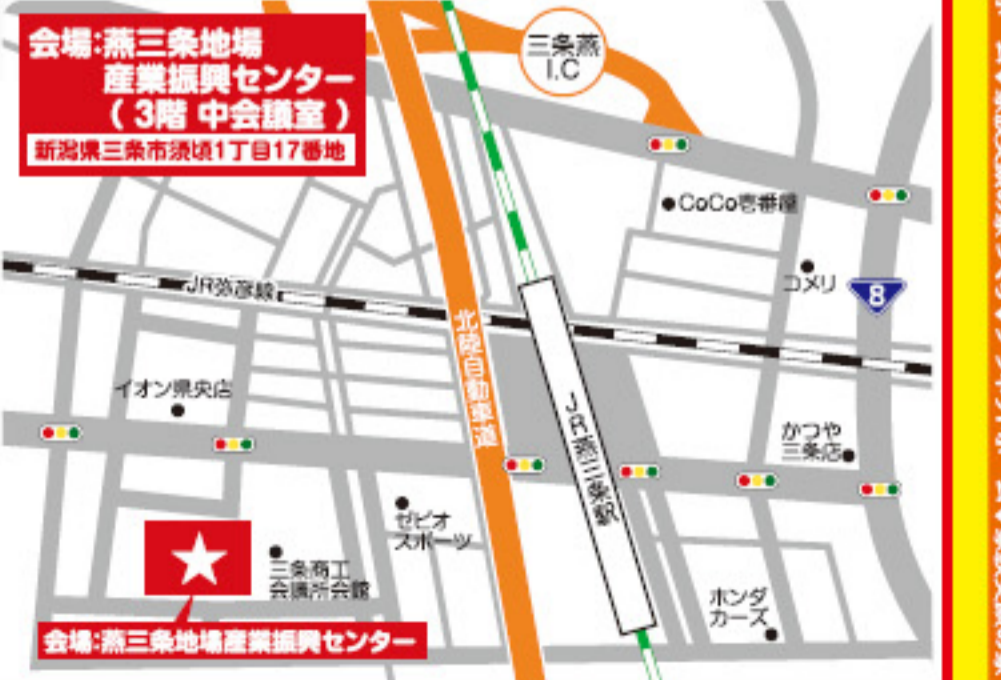 会場:燕三条地場
産業振興センター
( 3階 中会議室 )
新潟県三条市須頃1丁目17番地
三条燕
I.C
CoCo壱番屋
コメリ
8
JR弥彦線
北陸自動車道
JR燕三条駅
イオン県央店
かつや
三条店
ゼビオ
スポーツ
三条商工
会議所会館
ホンダ
カーズ
会場:燕三条地場産業振興センター